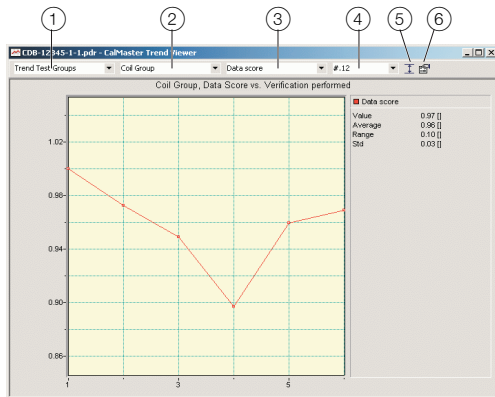 1 2 3 4 5 6
CDB-12345-1-1.pdr - CalMaster Trend Viewer
Trend Test Groups Coil Group Data score #.12
Coil Group, Data Score vs. Verification performed
Data score
Value 0.97 []
Average 0.96 []
Range 0.10 []
Std 0.03 []
1.02-
0.98-
0.94-
0.90-
0.86-
1 3 5